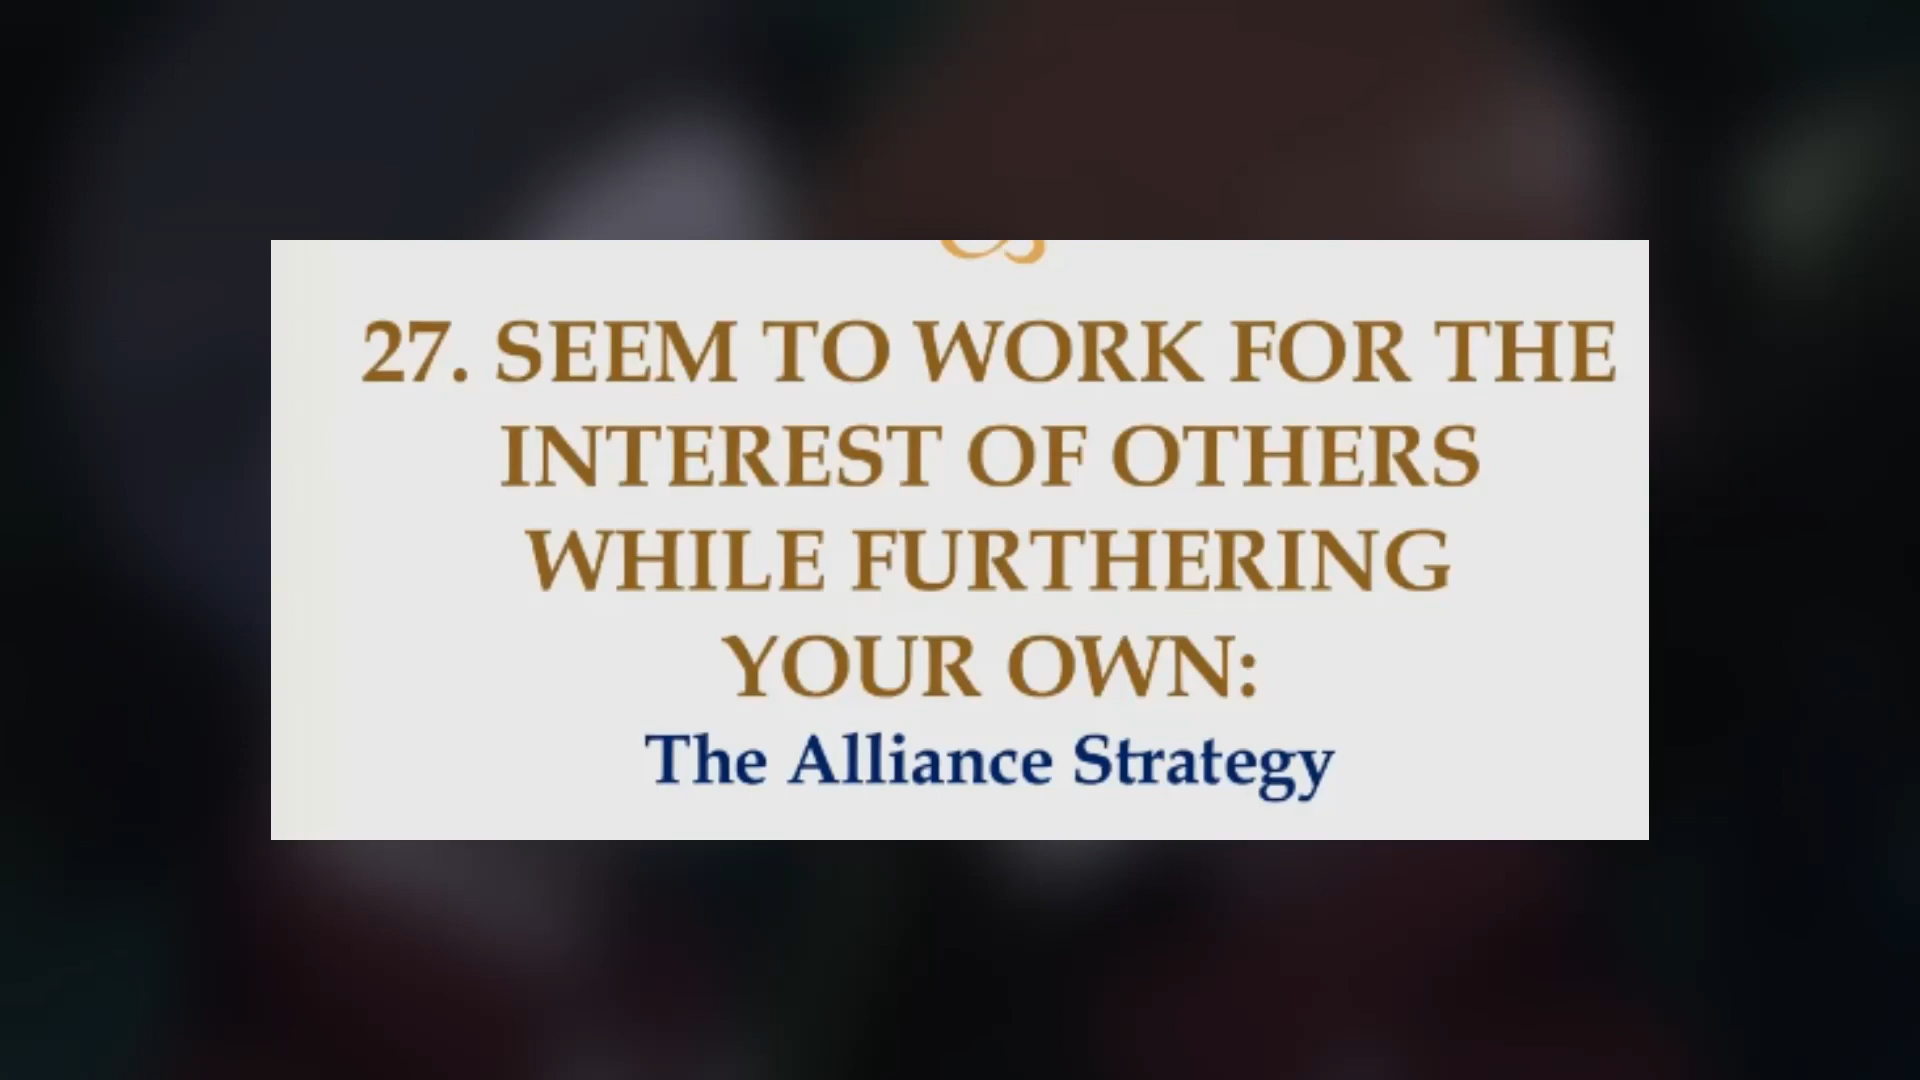 27. SEEM TO WORK FOR THE
INTEREST OF OTHERS
WHILE FURTHERING
YOUR OWN:
The Alliance Strategy